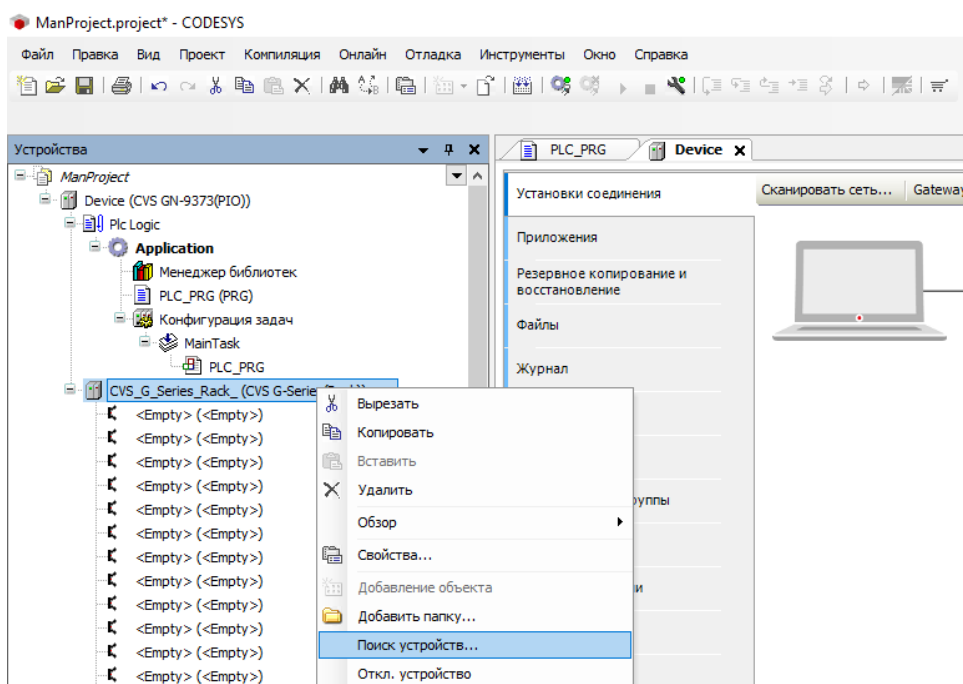 ManProject.project* - CODESYS
Файл Правка Вид Проект Компиляция Онлайн Отладка Инструменты Окно Справка
Устройства
ManProject
Device (CVS GN-9373(PIO))
Plc Logic
Application
Менеджер библиотек
PLC_PRG (PRG)
Конфигурация задач
MainTask
PLC_PRG
CVS_G_Series_Rack_ (CVS G-Serie
<Empty> (<Empty>)
<Empty> (<Empty>)
<Empty> (<Empty>)
<Empty> (<Empty>)
<Empty> (<Empty>)
<Empty> (<Empty>)
<Empty> (<Empty>)
<Empty> (<Empty>)
<Empty> (<Empty>)
<Empty> (<Empty>)
<Empty> (<Empty>)
<Empty> (<Empty>)
Вырезать
Копировать
Вставить
Удалить
Обзор
Свойства...
Добавление объекта
Добавить папку...
Поиск устройств...
Откл. устройство
PLC_PRG Device
Установки соединения
Приложения
Резервное копирование и
восстановление
Файлы
Журнал
руппы
и
Сканировать сеть... Gateway